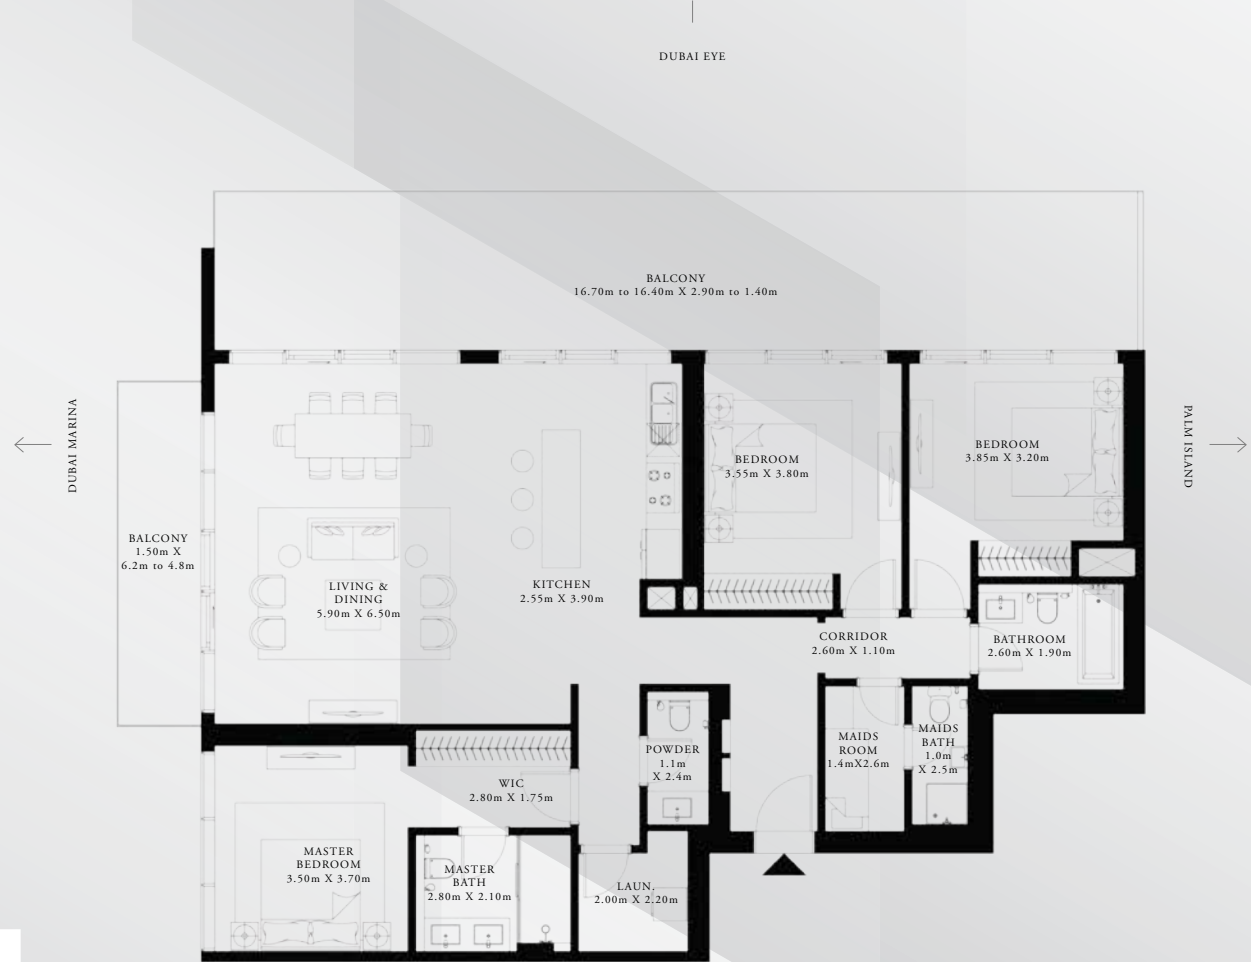 DUBAI EYE
BALCONY
16.70m to 16.40m X 2.90m to 1.40m
DUBAI MARINA
PALM ISLAND
BEDROOM
3.85m X 3.20m
BEDROOM
3.55m X 3.80m
BALCONY
1.50m X
6.2m to 4.8m
LIVING &
DINING
5.90m X 6.50m
KITCHEN
2.55m X 3.90m
CORRIDOR
2.60m X 1.10m
BATHROOM
2.60m X 1.90m
POWDER
1.1m
X 2.4m
MAIDS
ROOM
1.4mX2.6m
MAIDS
BATH
1.0m
X 2.5m
WIC
2.80m X 1.75m
MASTER
BEDROOM
3.50m X 3.70m
MASTER
BATH
2.80m X 2.10m
LAUN.
2.00m X 2.20m